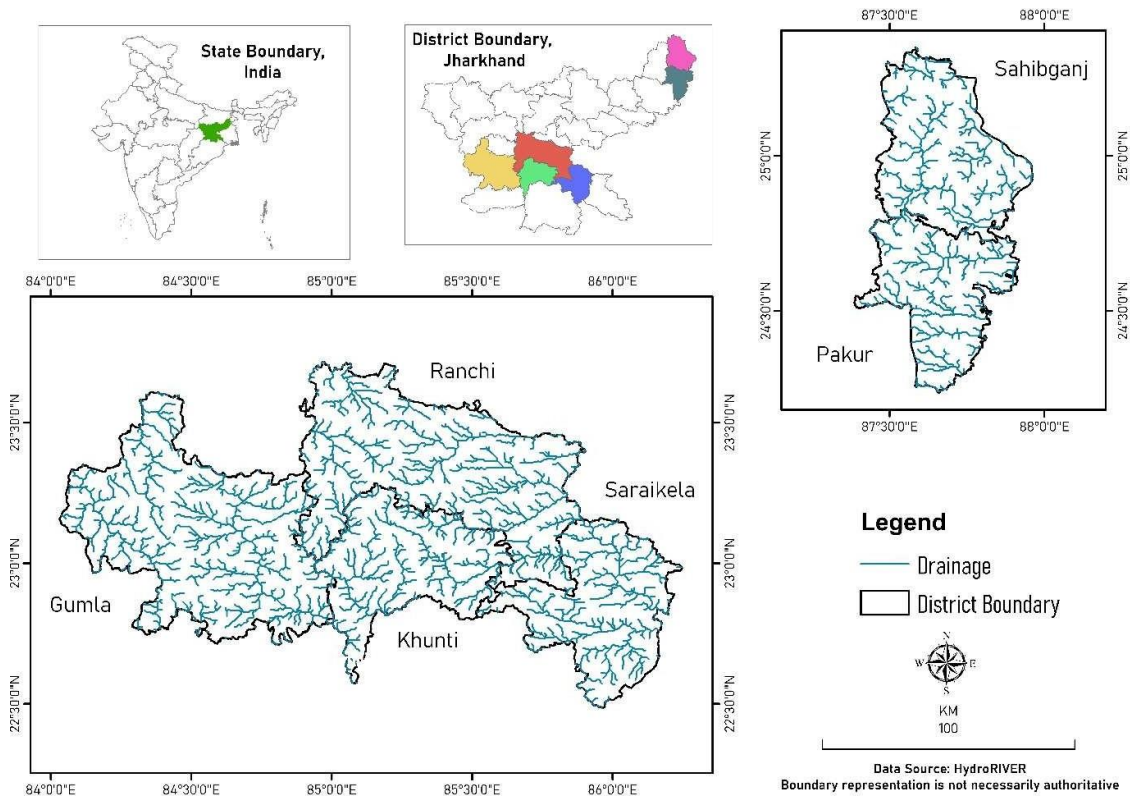 State Boundary,
India
District Boundary,
Jharkhand
87°30'0"E 88°0'0"E
Sahibganj
25°0'0"N 25°0'0"N
24°30'0"N 24°30'0"N
Pakur
87°30'0"E 88°0'0"E
84°0'0"E 84°30'0"E 85°0'0"E 85°30'0"E 86°0'0"E
Ranchi
23°30'0"N 23°30'0"N
Saraikela
23°0'0"N 23°0'0"N
Gumla
Khunti
22°30'0"N 22°30'0"N
84°0'0"E 84°30'0"E 85°0'0"E 85°30'0"E 86°0'0"E
Legend
Drainage
District Boundary
N
W E
S
KM
100
Data Source: HydroRIVER
Boundary representation is not necessarily authoritative